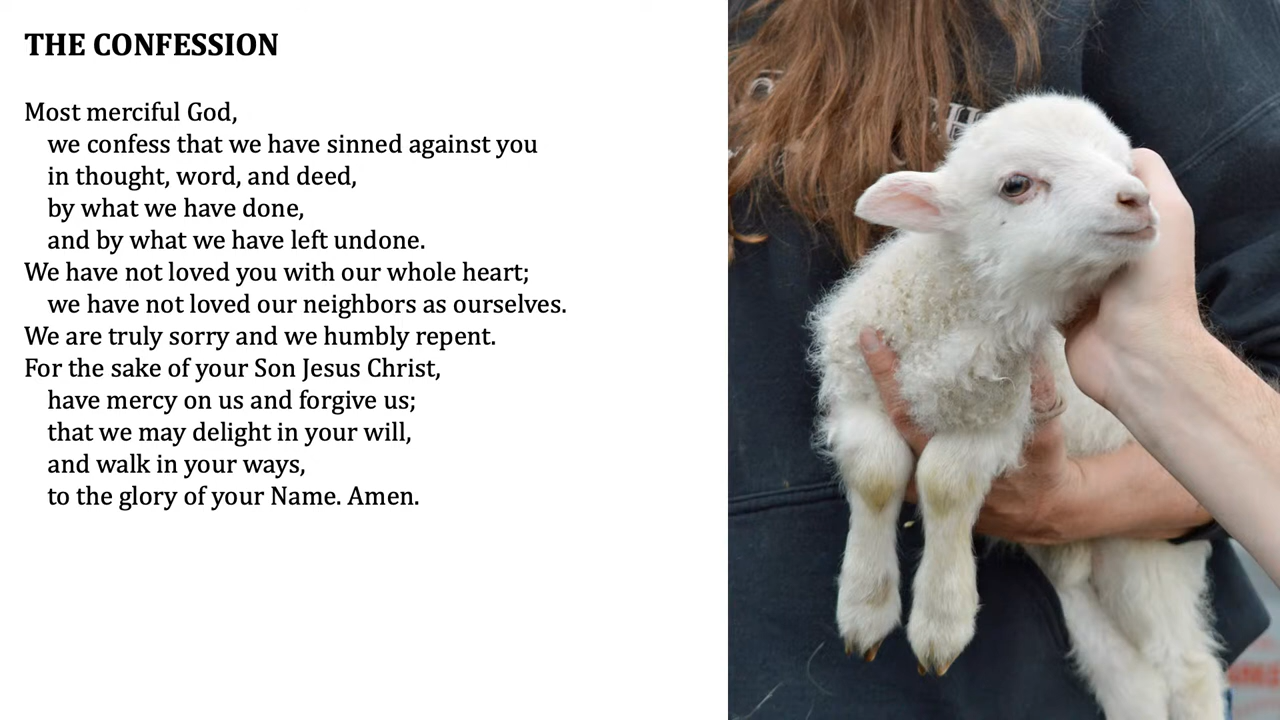 THE CONFESSION
Most merciful God,
we confess that we have sinned against you
in thought, word, and deed,
by what we have done,
and by what we have left undone.
We have not loved you with our whole heart;
we have not loved our neighbors as ourselves.
We are truly sorry and we humbly repent.
For the sake of your Son Jesus Christ,
have mercy on us and forgive us;
that we may delight in your will,
and walk in your ways,
to the glory of your Name. Amen.